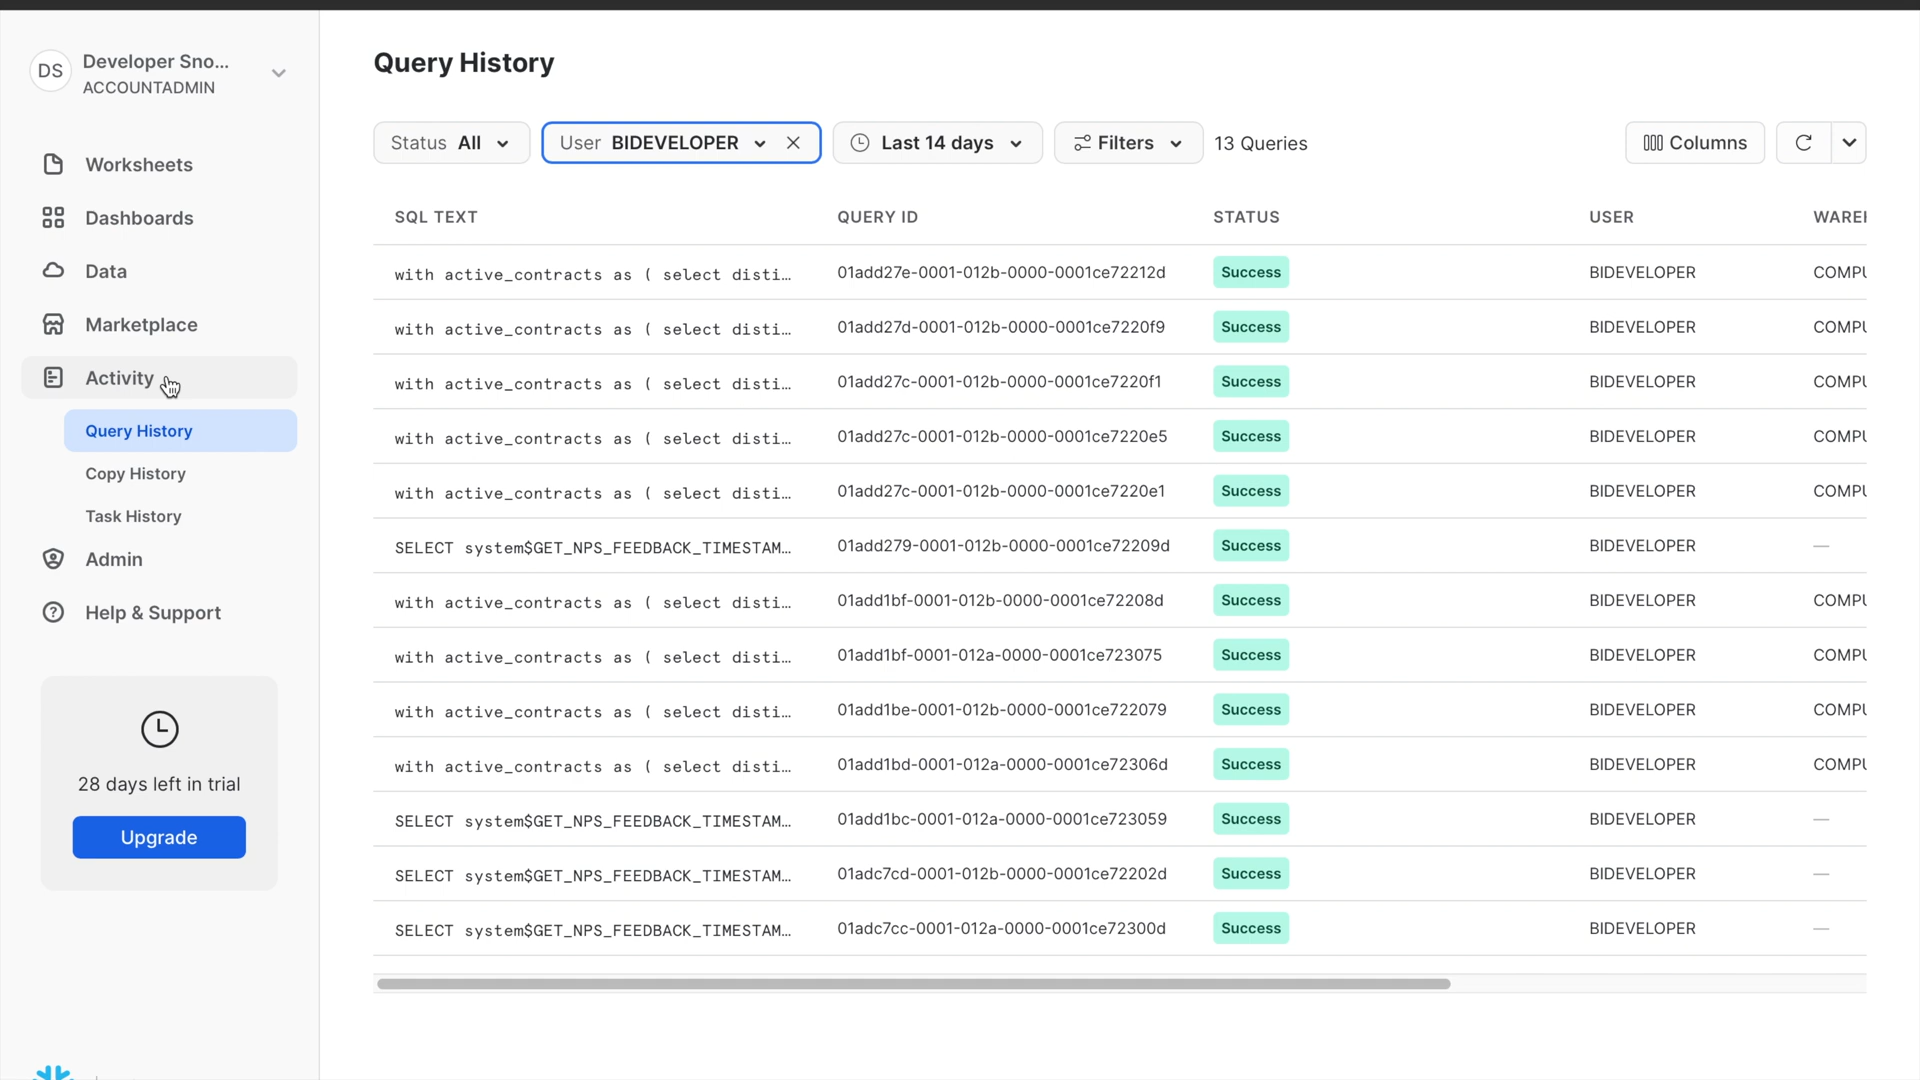 DS
Developer Sno...
ACCOUNTADMIN
Worksheets
Dashboards
Data
Marketplace
Activity
Query History
Copy History
Task History
Admin
Help & Support
28 days left in trial
Upgrade
Query History
Status All
User BIDEVELOPER
Last 14 days
Filters
13 Queries
Columns
SQL TEXT QUERY ID STATUS USER WAREH
with active_contracts as ( select disti... 01add27e-0001-012b-0000-0001ce72212d Success BIDEVELOPER COMPU
with active_contracts as ( select disti... 01add27d-0001-012b-0000-0001ce7220f9 Success BIDEVELOPER COMPU
with active_contracts as ( select disti... 01add27c-0001-012b-0000-0001ce7220f1 Success BIDEVELOPER COMPU
with active_contracts as ( select disti... 01add27c-0001-012b-0000-0001ce7220e5 Success BIDEVELOPER COMPU
with active_contracts as ( select disti... 01add27c-0001-012b-0000-0001ce7220e1 Success BIDEVELOPER COMPU
SELECT system$GET_NPS_FEEDBACK_TIMESTAM... 01add279-0001-012b-0000-0001ce72209d Success BIDEVELOPER —
with active_contracts as ( select disti... 01add1bf-0001-012b-0000-0001ce72208d Success BIDEVELOPER COMPU
with active_contracts as ( select disti... 01add1bf-0001-012a-0000-0001ce723075 Success BIDEVELOPER COMPU
with active_contracts as ( select disti... 01add1be-0001-012b-0000-0001ce722079 Success BIDEVELOPER COMPU
with active_contracts as ( select disti... 01add1bd-0001-012a-0000-0001ce72306d Success BIDEVELOPER COMPU
SELECT system$GET_NPS_FEEDBACK_TIMESTAM... 01add1bc-0001-012a-0000-0001ce723059 Success BIDEVELOPER —
SELECT system$GET_NPS_FEEDBACK_TIMESTAM... 01adc7cd-0001-012b-0000-0001ce72202d Success BIDEVELOPER —
SELECT system$GET_NPS_FEEDBACK_TIMESTAM... 01adc7cc-0001-012a-0000-0001ce72300d Success BIDEVELOPER —